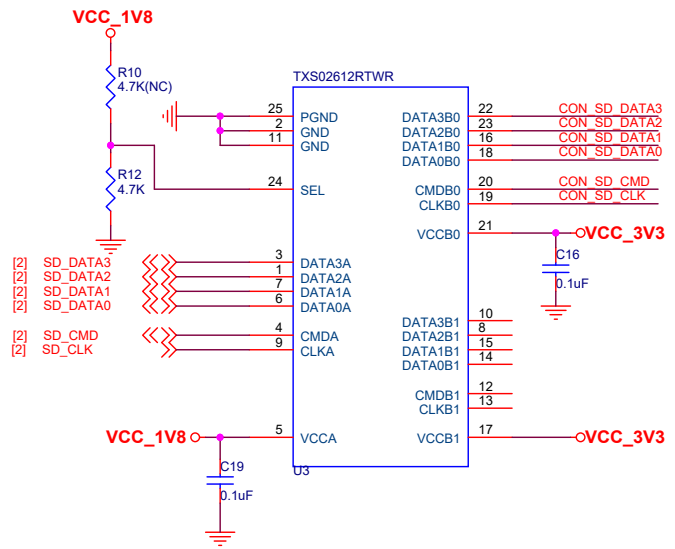 VCC_1V8
R10
4.7K(NC)
R12
4.7K
TXS02612RTWR
25 PGND DATA3B0 22 CON_SD_DATA3
2 GND DATA2B0 23 CON_SD_DATA2
11 GND DATA1B0 16 CON_SD_DATA1
DATA0B0 18 CON_SD_DATA0
24 SEL CMDB0 20 CON_SD_CMD
CLKB0 19 CON_SD_CLK
VCCB0 21 VCC_3V3
C16
0.1uF
[2] SD_DATA3 3 DATA3A
[2] SD_DATA2 1 DATA2A
[2] SD_DATA1 7 DATA1A
[2] SD_DATA0 6 DATA0A
DATA3B1 10
[2] SD_CMD 4 CMDA DATA2B1 8
[2] SD_CLK 9 CLKA DATA1B1 15
DATA0B1 14
CMDB1 12
CLKB1 13
VCC_1V8 5 VCCA VCCB1 17 VCC_3V3
C19
0.1uF
U3